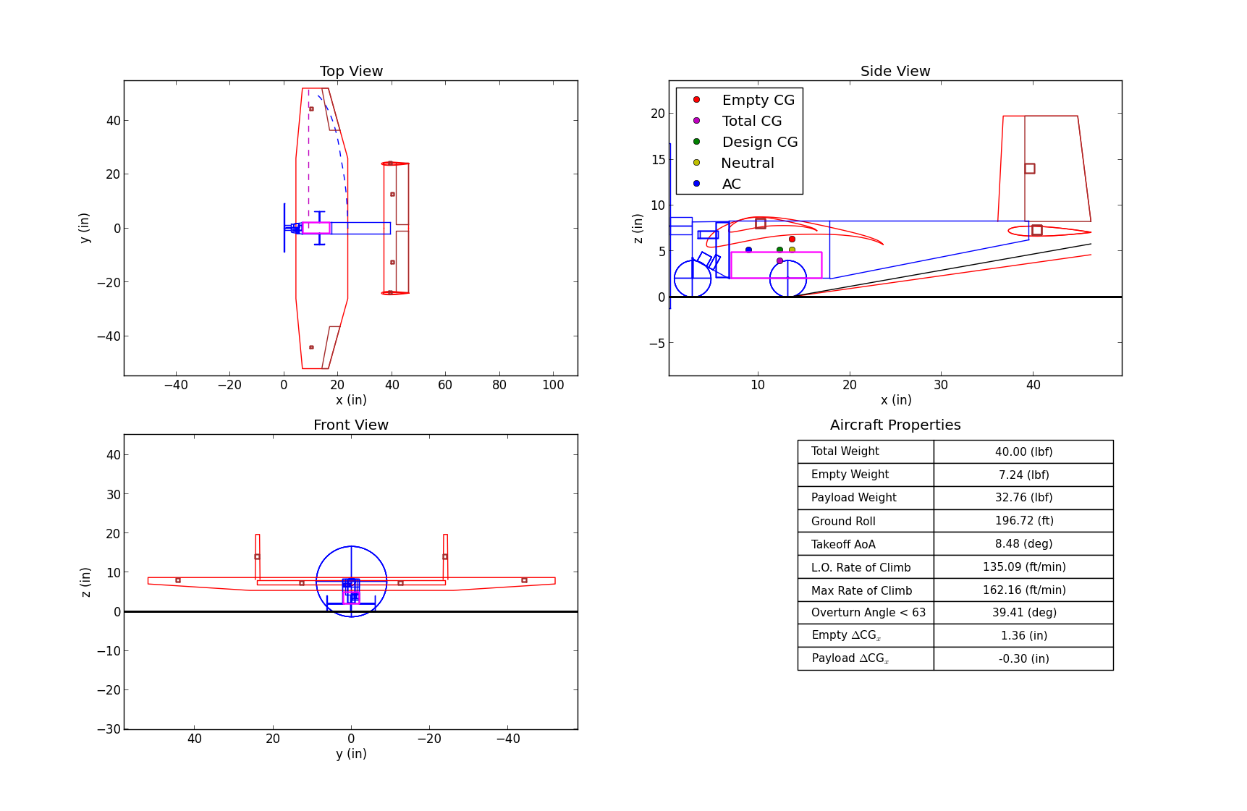 Top View
40
20
0
−20
−40
y (in)
−40 −20 0 20 40 60 80 100
x (in)
Side View
Empty CG
Total CG
Design CG
Neutral
AC
20
15
10
5
0
−5
z (in)
10 20 30 40
x (in)
Front View
40
30
20
10
0
−10
−20
−30
z (in)
40 20 0 −20 −40
y (in)
Aircraft Properties
Total Weight 40.00 (lbf)
Empty Weight 7.24 (lbf)
Payload Weight 32.76 (lbf)
Ground Roll 196.72 (ft)
Takeoff AoA 8.48 (deg)
L.O. Rate of Climb 135.09 (ft/min)
Max Rate of Climb 162.16 (ft/min)
Overturn Angle < 63 39.41 (deg)
Empty ΔCGₓ 1.36 (in)
Payload ΔCGₓ -0.30 (in)